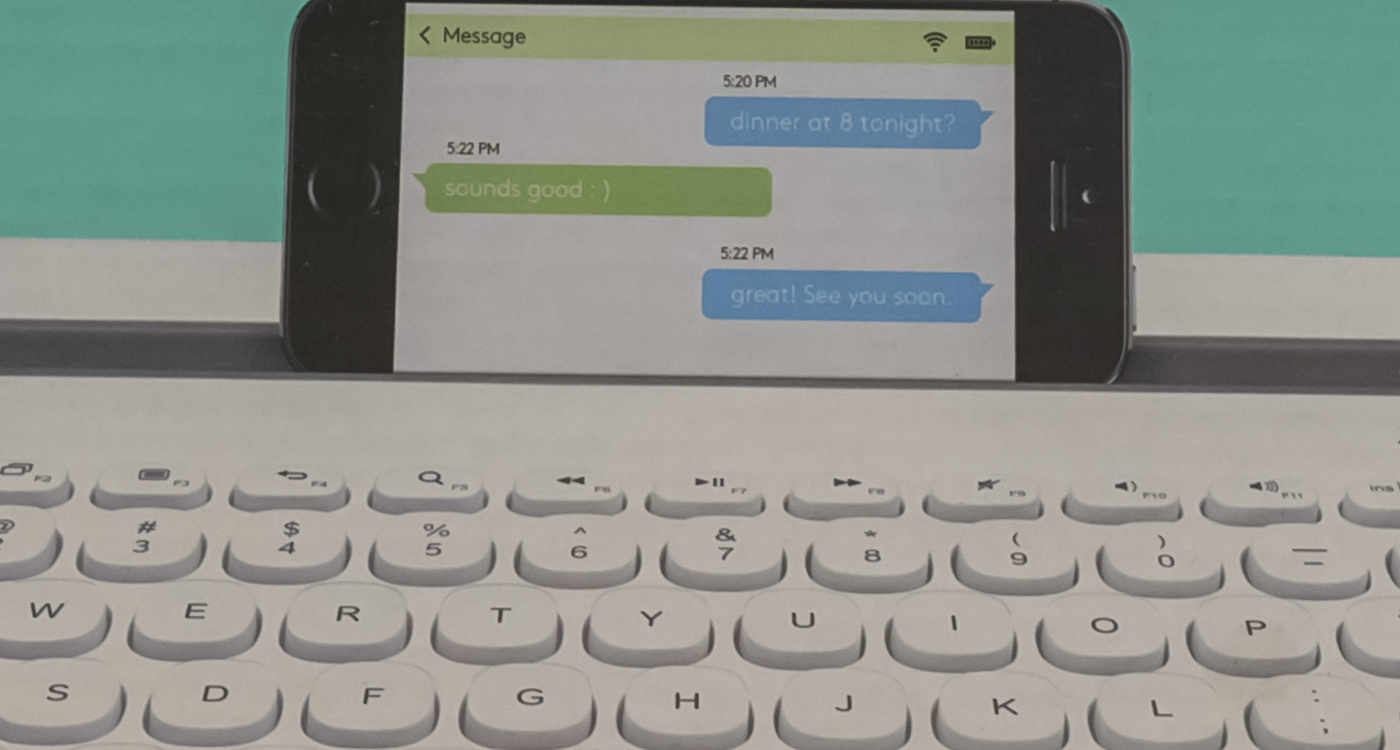 < Message
5:20 PM
dinner at 8 tonight?
5:22 PM
sounds good : )
5:22 PM
great! See you soon.
F2 F3 F4 F5 F6 F7 F8 F9 F10 F11 ins
@ # $ % ^ & * ( )
3 4 5 6 7 8 9 0
W E R T Y U I O P
S D F G H J K L : ;